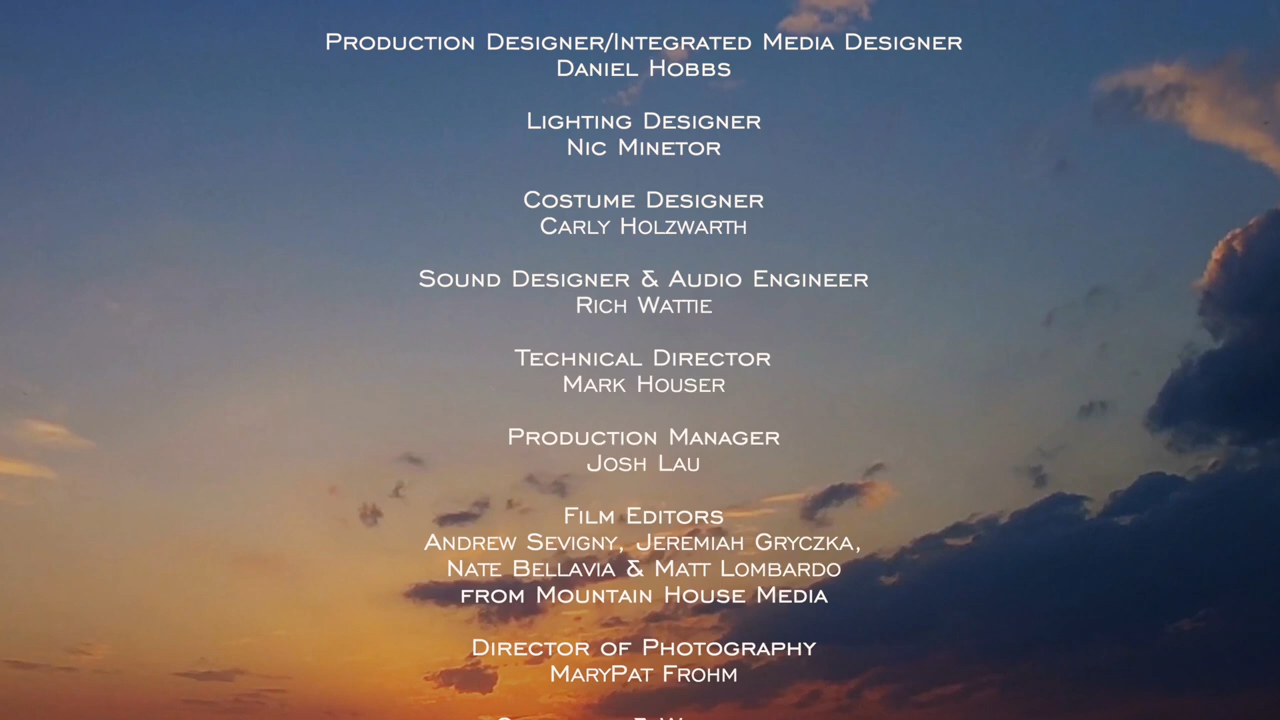 Production Designer/Integrated Media Designer
Daniel Hobbs
Lighting Designer
Nic Minetor
Costume Designer
Carly Holzwarth
Sound Designer & Audio Engineer
Rich Wattie
Technical Director
Mark Houser
Production Manager
Josh Lau
Film Editors
Andrew Sevigny, Jeremiah Gryczka,
Nate Bellavia & Matt Lombardo
from Mountain House Media
Director of Photography
MaryPat Frohm